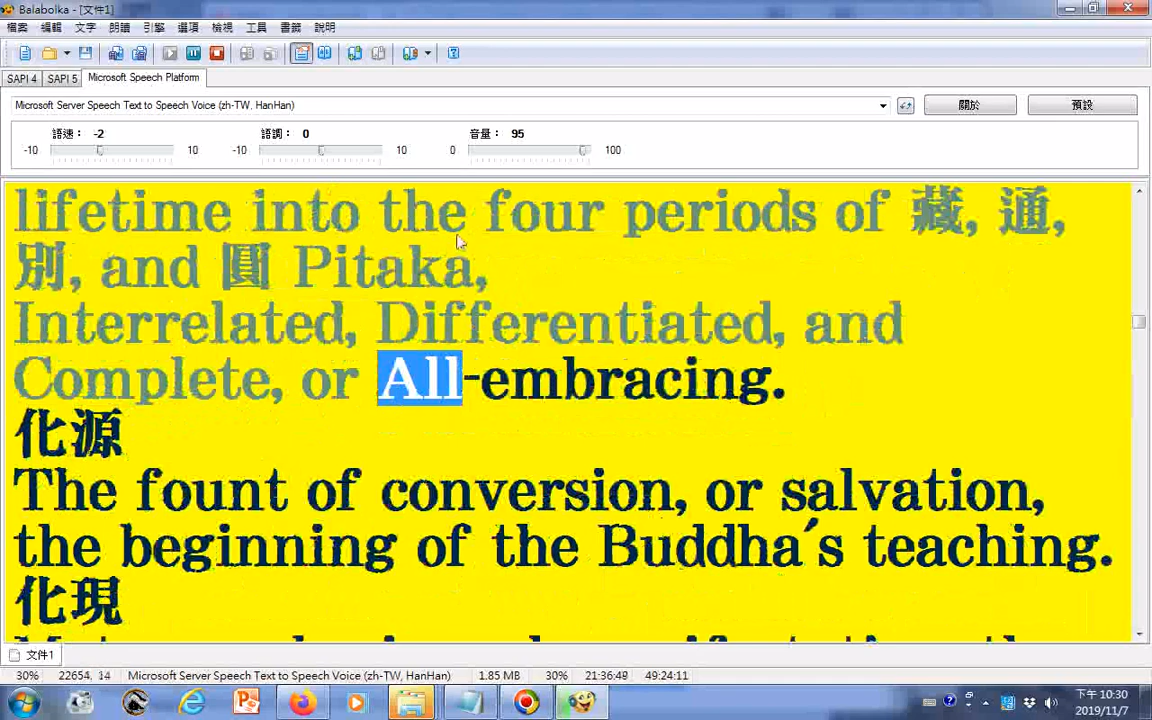 Balabolka - [文件1]
檔案 編輯 文字 朗讀 引擎 選項 檢視 工具 書籤 說明
SAPI 4 SAPI 5 Microsoft Speech Platform
Microsoft Server Speech Text to Speech Voice (zh-TW, HanHan) 關於 預設
語速： -2 語調： 0 音量： 95
-10 10 -10 10 0 100
lifetime into the four periods of 藏, 通,
別, and 圓 Pitaka,
Interrelated, Differentiated, and
Complete, or All-embracing.
化源
The fount of conversion, or salvation,
the beginning of the Buddha´s teaching.
化現
文件1
30% 22654, 14 Microsoft Server Speech Text to Speech Voice (zh-TW, HanHan) 1.85 MB 30% 21:36:48 49:24:11
下午 10:30
2019/11/7